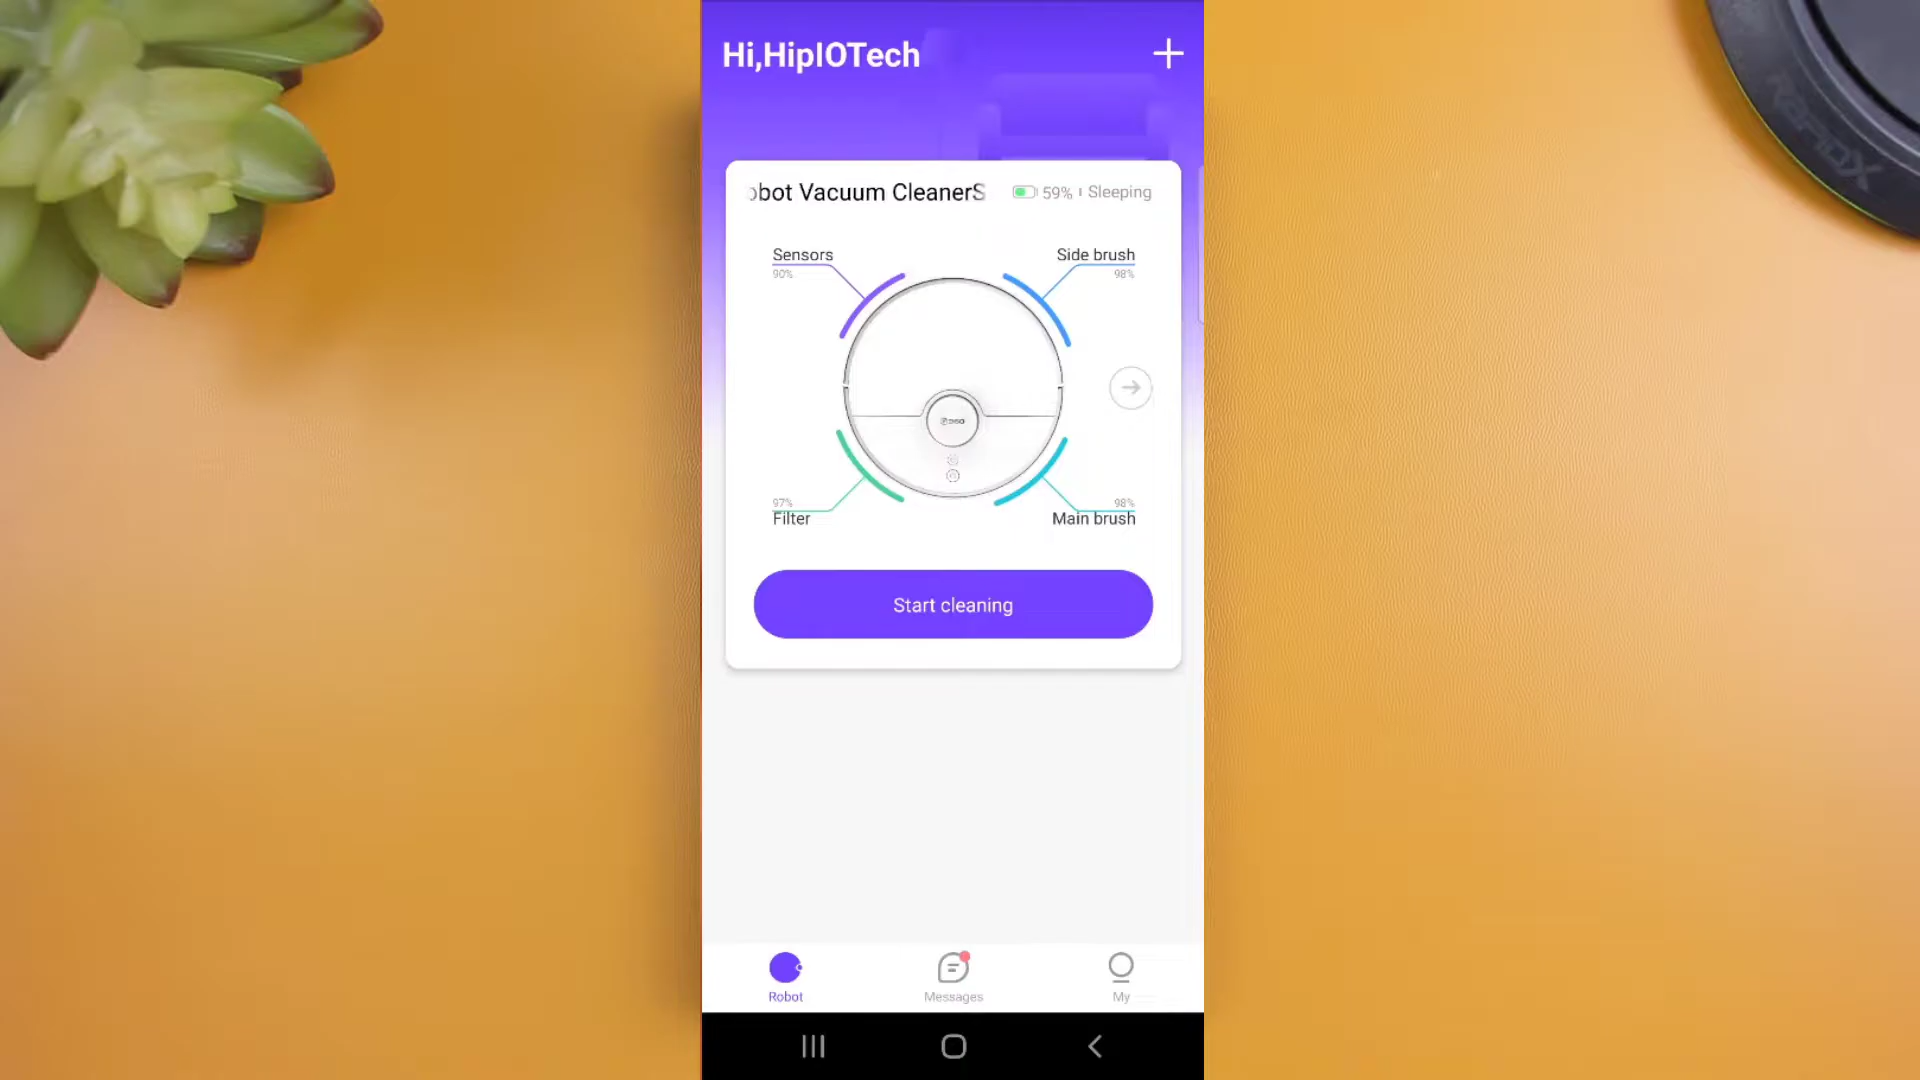 Hi,HipIOTech
obot Vacuum CleanerS
59% Sleeping
Sensors
90%
Side brush
98%
360
97%
Filter
98%
Main brush
Start cleaning
Robot
Messages
My